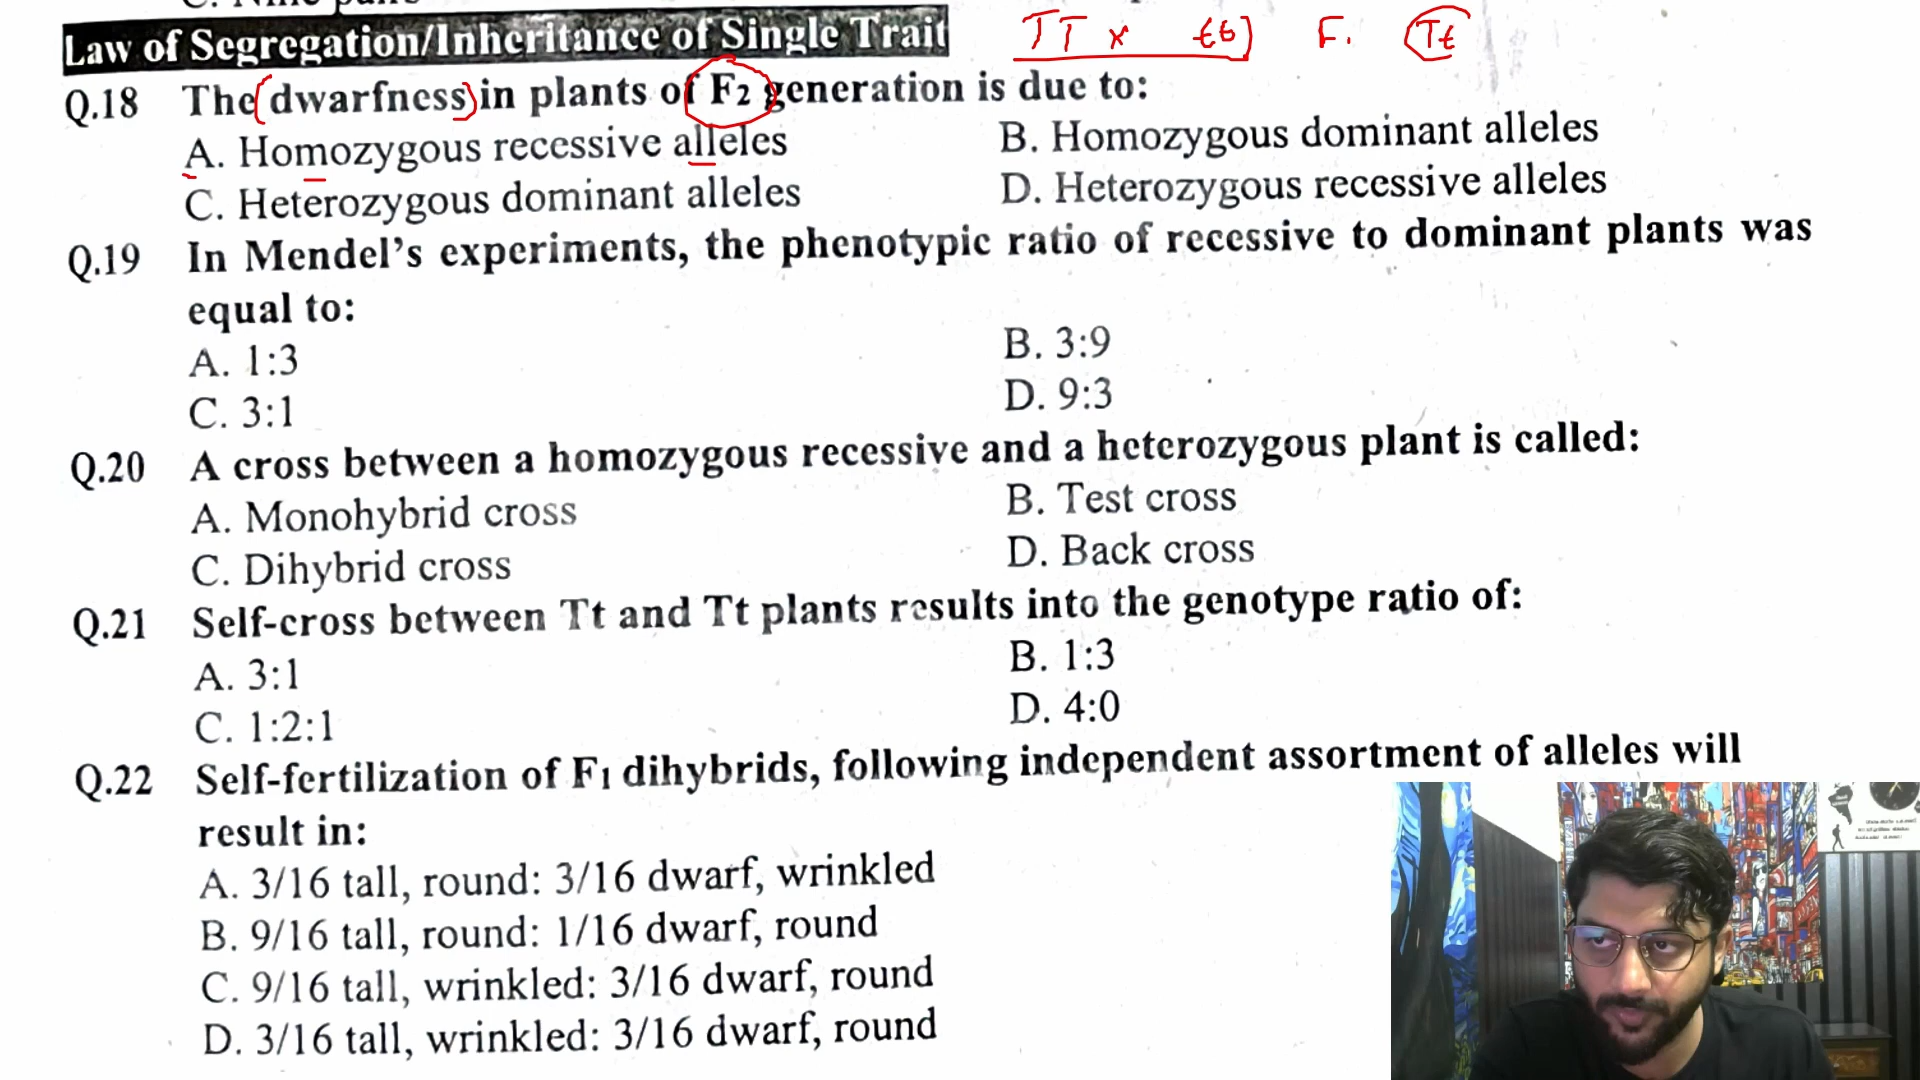 Law of Segregation/Inheritance of Single Trait
TT x tt F1 Tt
Q.18 The dwarfness in plants of F2 generation is due to:
A. Homozygous recessive alleles B. Homozygous dominant alleles
C. Heterozygous dominant alleles D. Heterozygous recessive alleles
Q.19 In Mendel's experiments, the phenotypic ratio of recessive to dominant plants was
equal to:
A. 1:3 B. 3:9
C. 3:1 D. 9:3
Q.20 A cross between a homozygous recessive and a heterozygous plant is called:
A. Monohybrid cross B. Test cross
C. Dihybrid cross D. Back cross
Q.21 Self-cross between Tt and Tt plants results into the genotype ratio of:
A. 3:1 B. 1:3
C. 1:2:1 D. 4:0
Q.22 Self-fertilization of F1 dihybrids, following independent assortment of alleles will
result in:
A. 3/16 tall, round: 3/16 dwarf, wrinkled
B. 9/16 tall, round: 1/16 dwarf, round
C. 9/16 tall, wrinkled: 3/16 dwarf, round
D. 3/16 tall, wrinkled: 3/16 dwarf, round